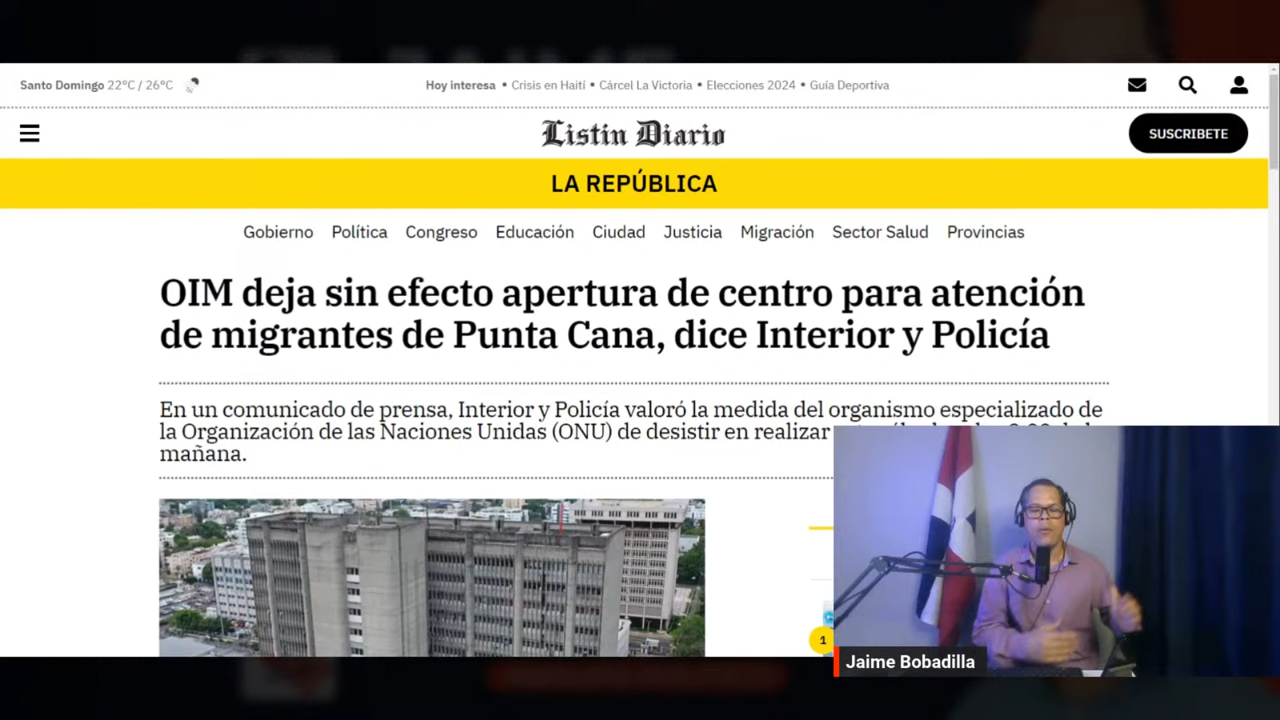 Santo Domingo 22°C / 26°C
Hoy interesa • Crisis en Haití • Cárcel La Victoria • Elecciones 2024 • Guía Deportiva
Listin Diario
SUSCRIBETE
LA REPÚBLICA
Gobierno Política Congreso Educación Ciudad Justicia Migración Sector Salud Provincias
OIM deja sin efecto apertura de centro para atención
de migrantes de Punta Cana, dice Interior y Policía
En un comunicado de prensa, Interior y Policía valoró la medida del organismo especializado de
la Organización de las Naciones Unidas (ONU) de desistir en realizar
mañana.
1
Jaime Bobadilla